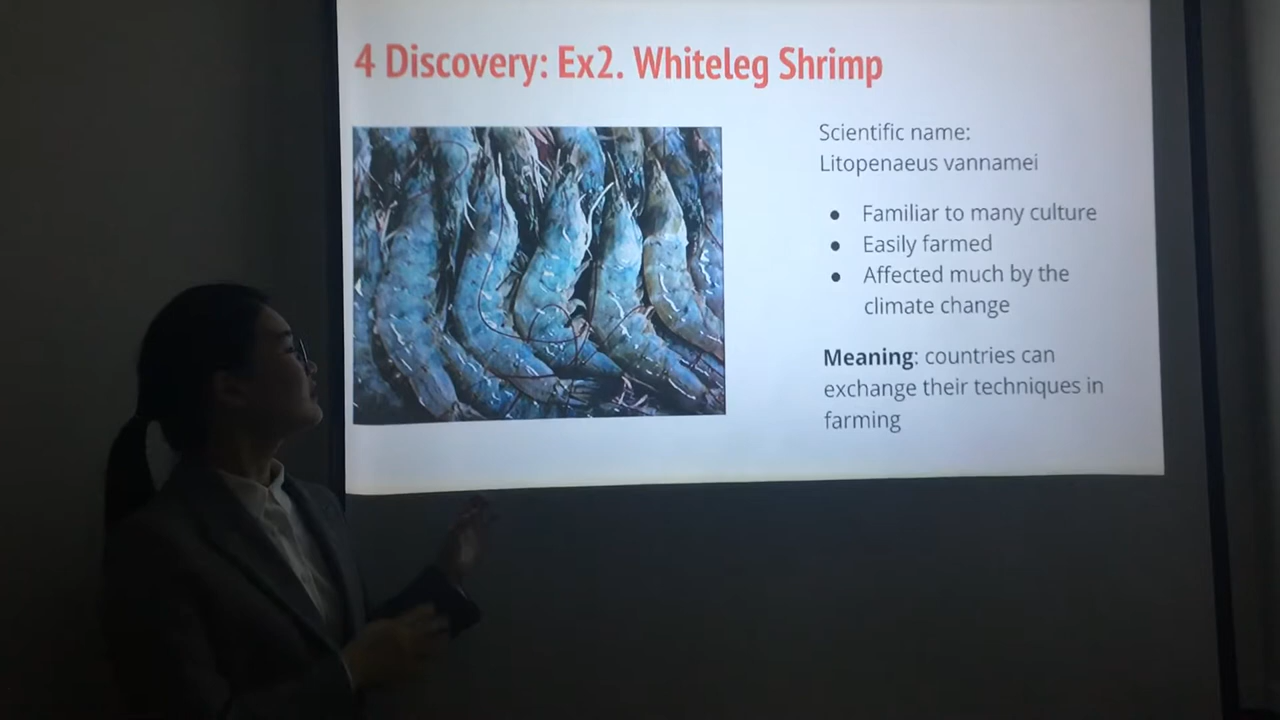 4 Discovery: Ex2. Whiteleg Shrimp
Scientific name:
Litopenaeus vannamei
● Familiar to many culture
● Easily farmed
● Affected much by the
climate change
Meaning: countries can
exchange their techniques in
farming